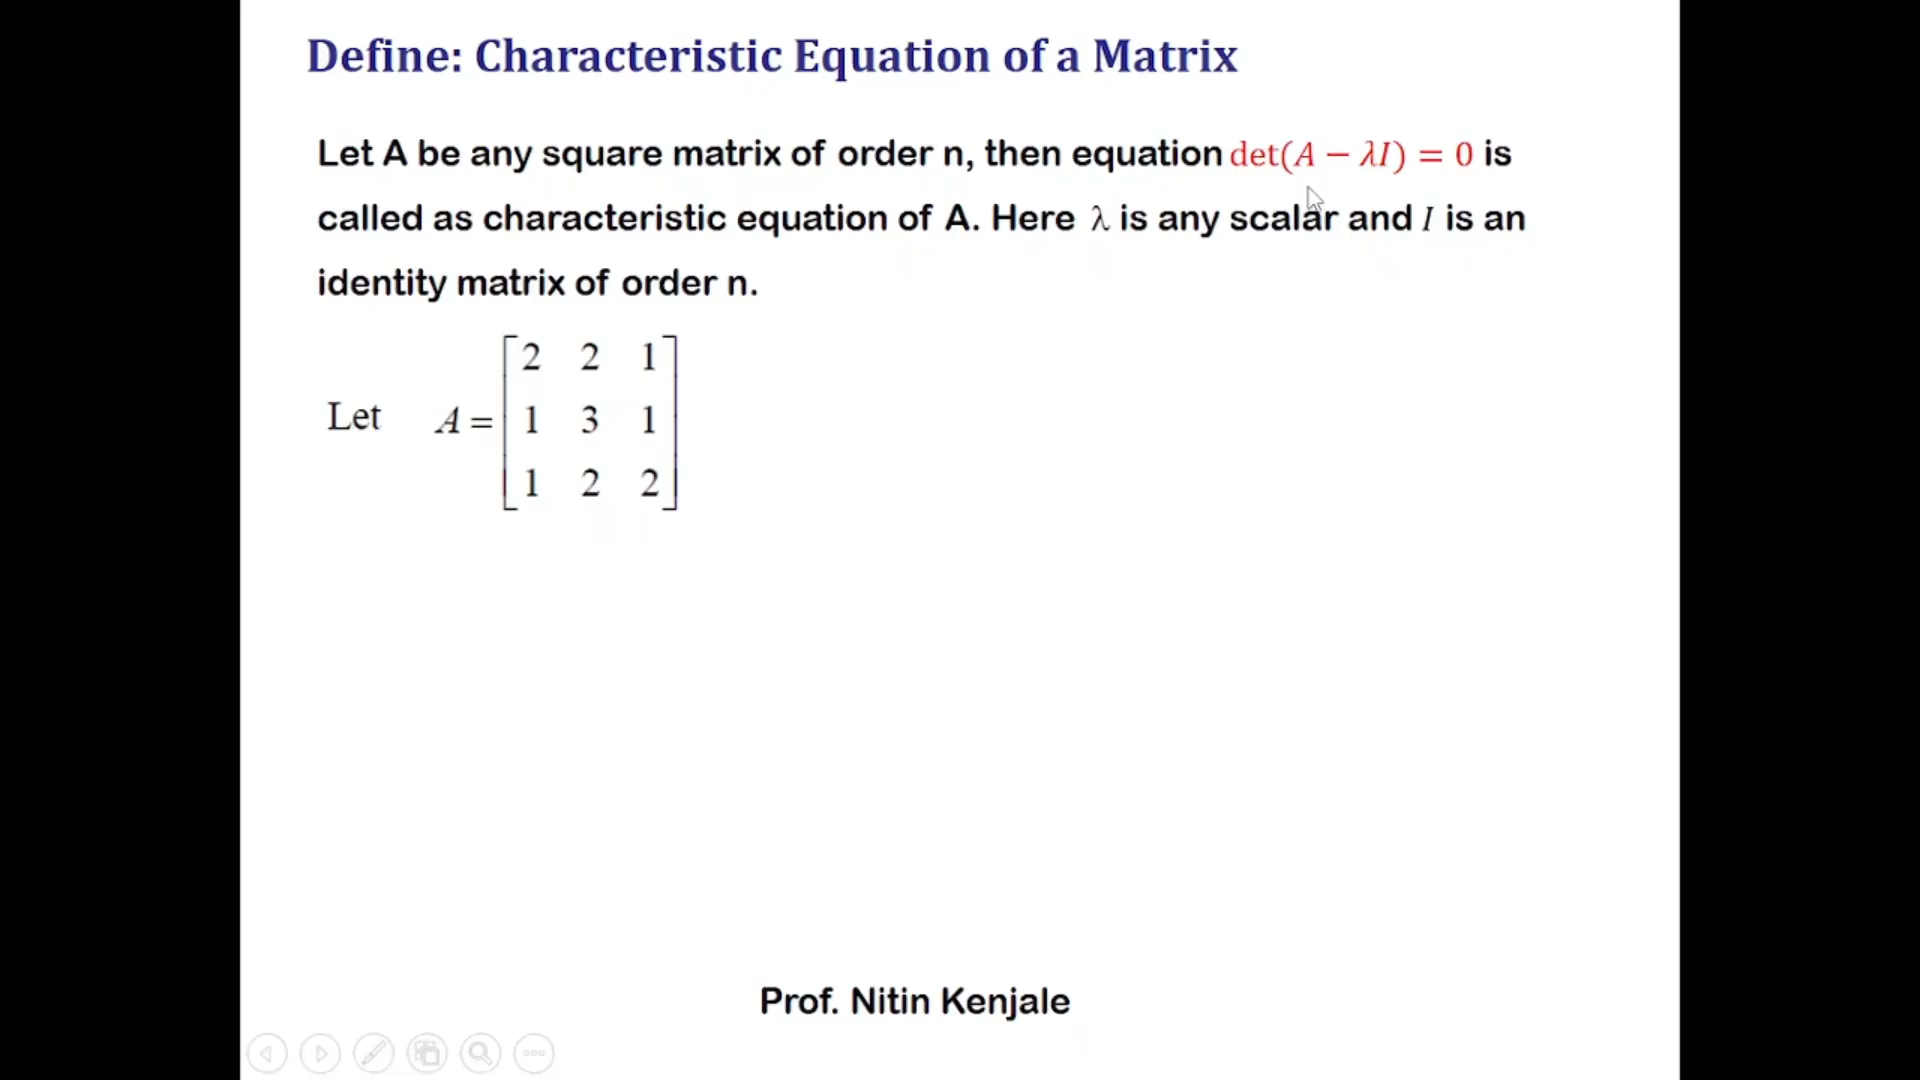 Define: Characteristic Equation of a Matrix
Let A be any square matrix of order n, then equation det(A − λI) = 0 is
called as characteristic equation of A. Here λ is any scalar and I is an
identity matrix of order n.
2 2 1
Let A = 1 3 1
1 2 2
Prof. Nitin Kenjale